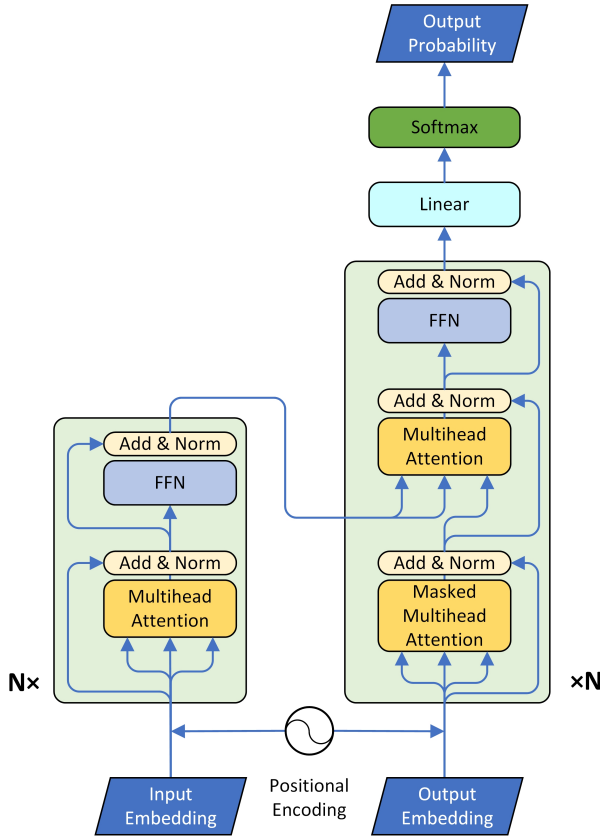 Output
Probability
Softmax
Linear
Add & Norm
FFN
Add & Norm
Multihead
Attention
Add & Norm
Masked
Multihead
Attention
×N
Add & Norm
FFN
Add & Norm
Multihead
Attention
N×
Input
Embedding
Positional
Encoding
Output
Embedding